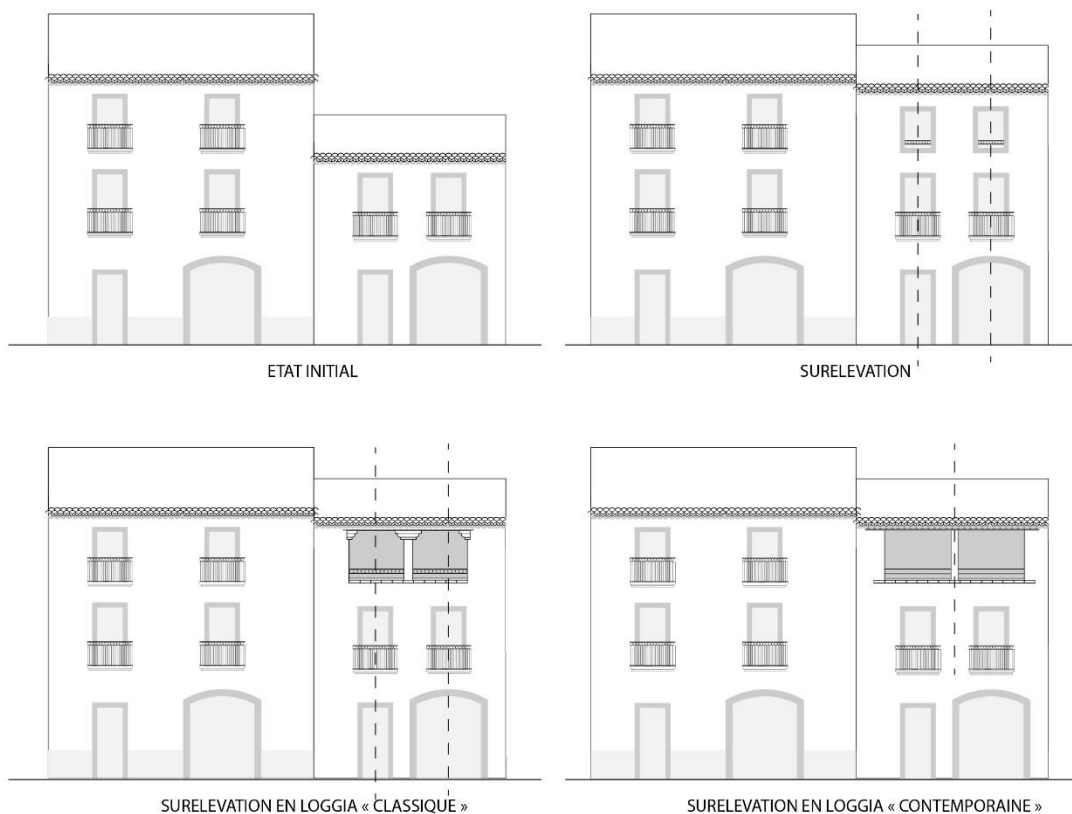 ETAT INITIAL
SURELEVATION
SURELEVATION EN LOGGIA « CLASSIQUE »
SURELEVATION EN LOGGIA « CONTEMPORAINE »